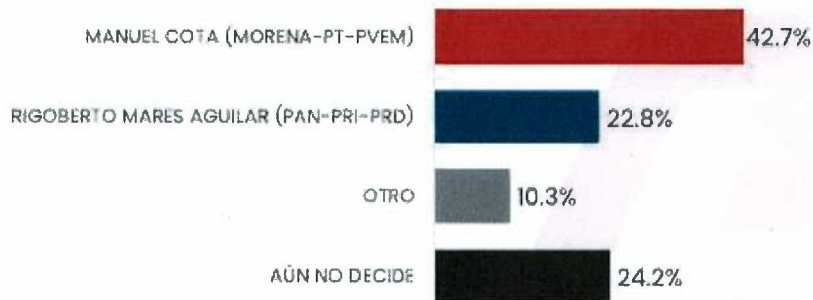 MANUEL COTA (MORENA-PT-PVEM) 42.7%
RIGOBERTO MARES AGUILAR (PAN-PRI-PRD) 22.8%
OTRO 10.3%
AÚN NO DECIDE 24.2%